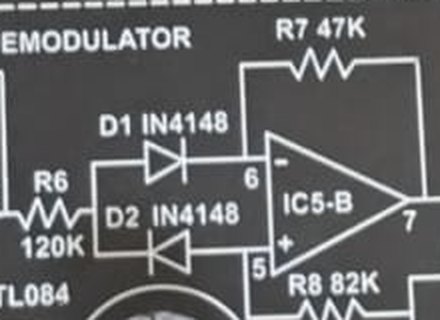 EMODULATOR
R7 47K
D1 IN4148
R6
6
-
IC5-B
D2 IN4148
7
120K
+
5
R8 82K
TL084